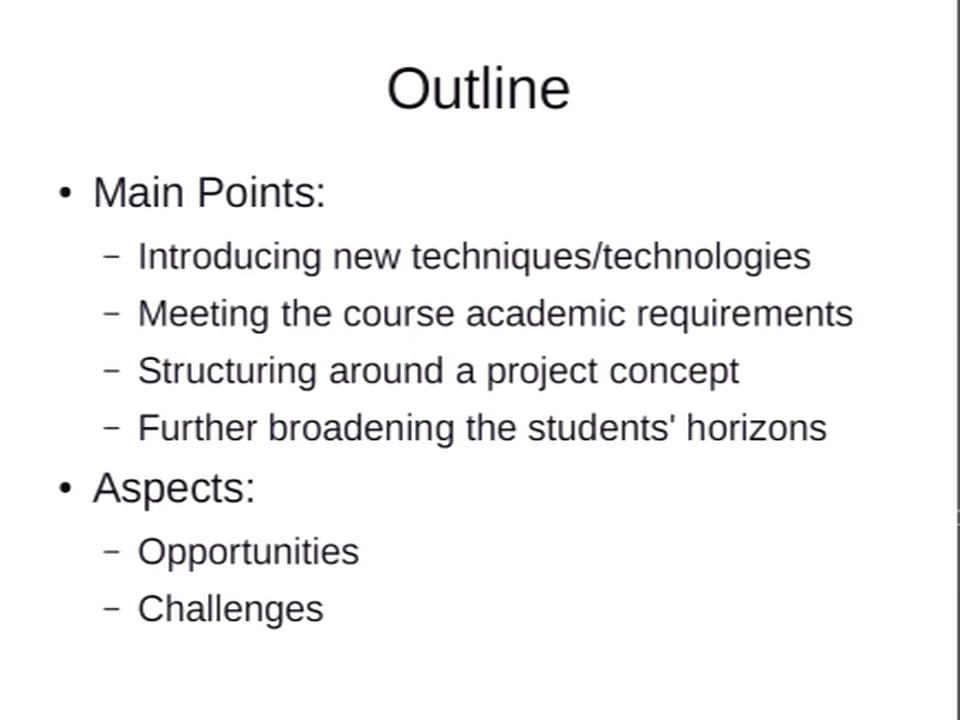 Outline
• Main Points:
– Introducing new techniques/technologies
– Meeting the course academic requirements
– Structuring around a project concept
– Further broadening the students' horizons
• Aspects:
– Opportunities
– Challenges